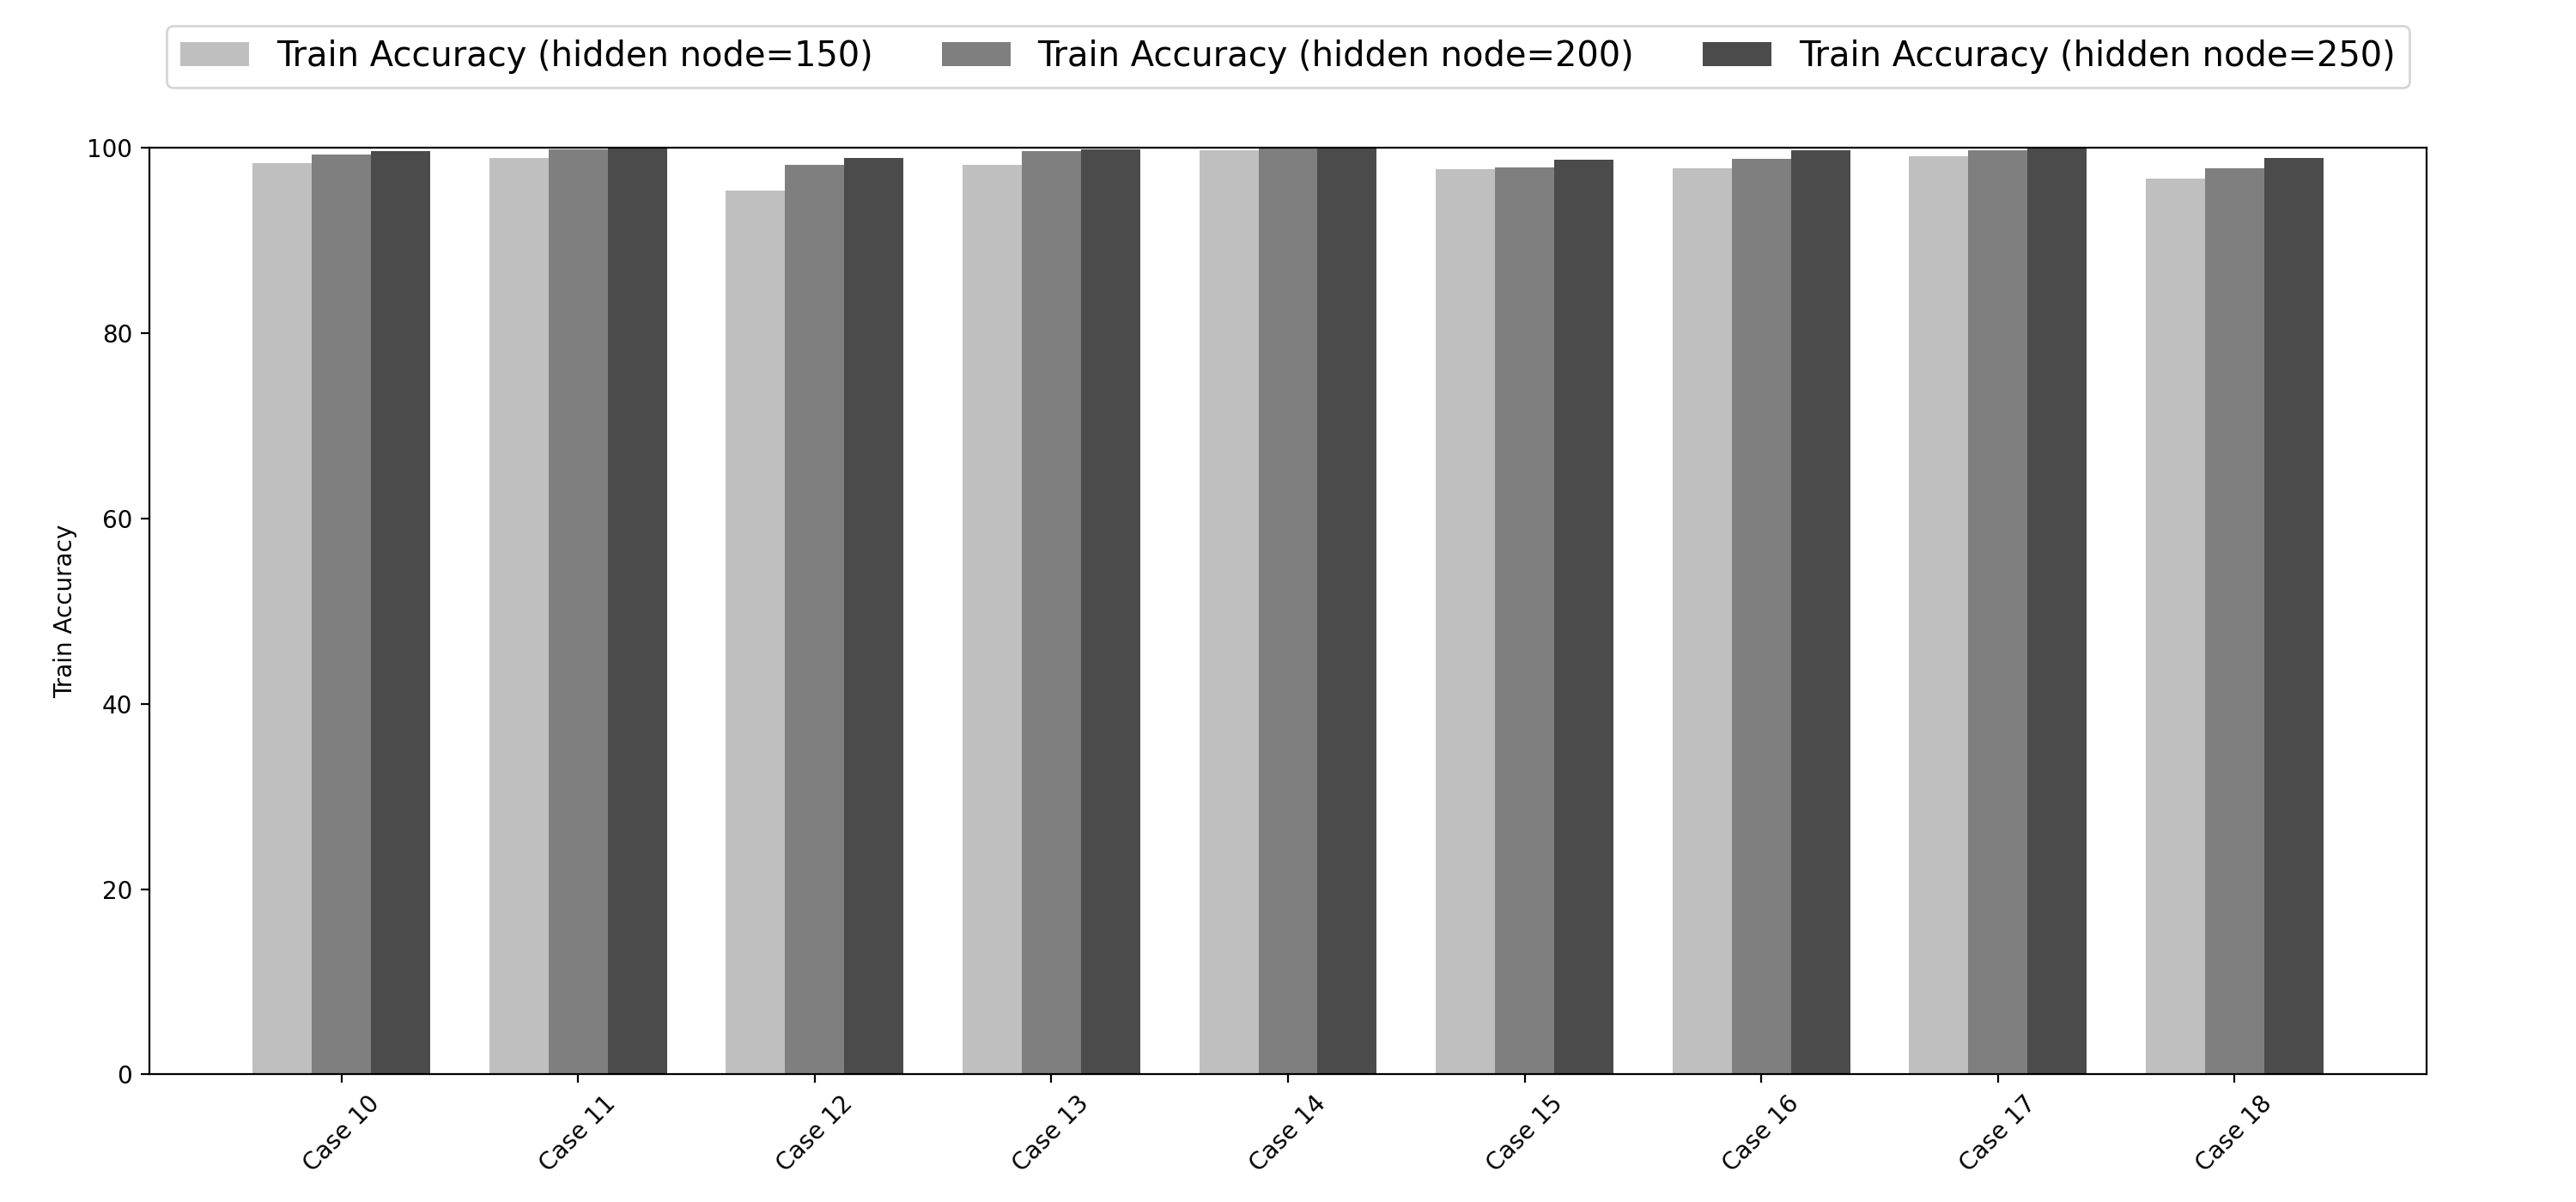 Train Accuracy (hidden node=150) Train Accuracy (hidden node=200) Train Accuracy (hidden node=250)
Train Accuracy
100
80
60
40
20
0
Case 10 Case 11 Case 12 Case 13 Case 14 Case 15 Case 16 Case 17 Case 18